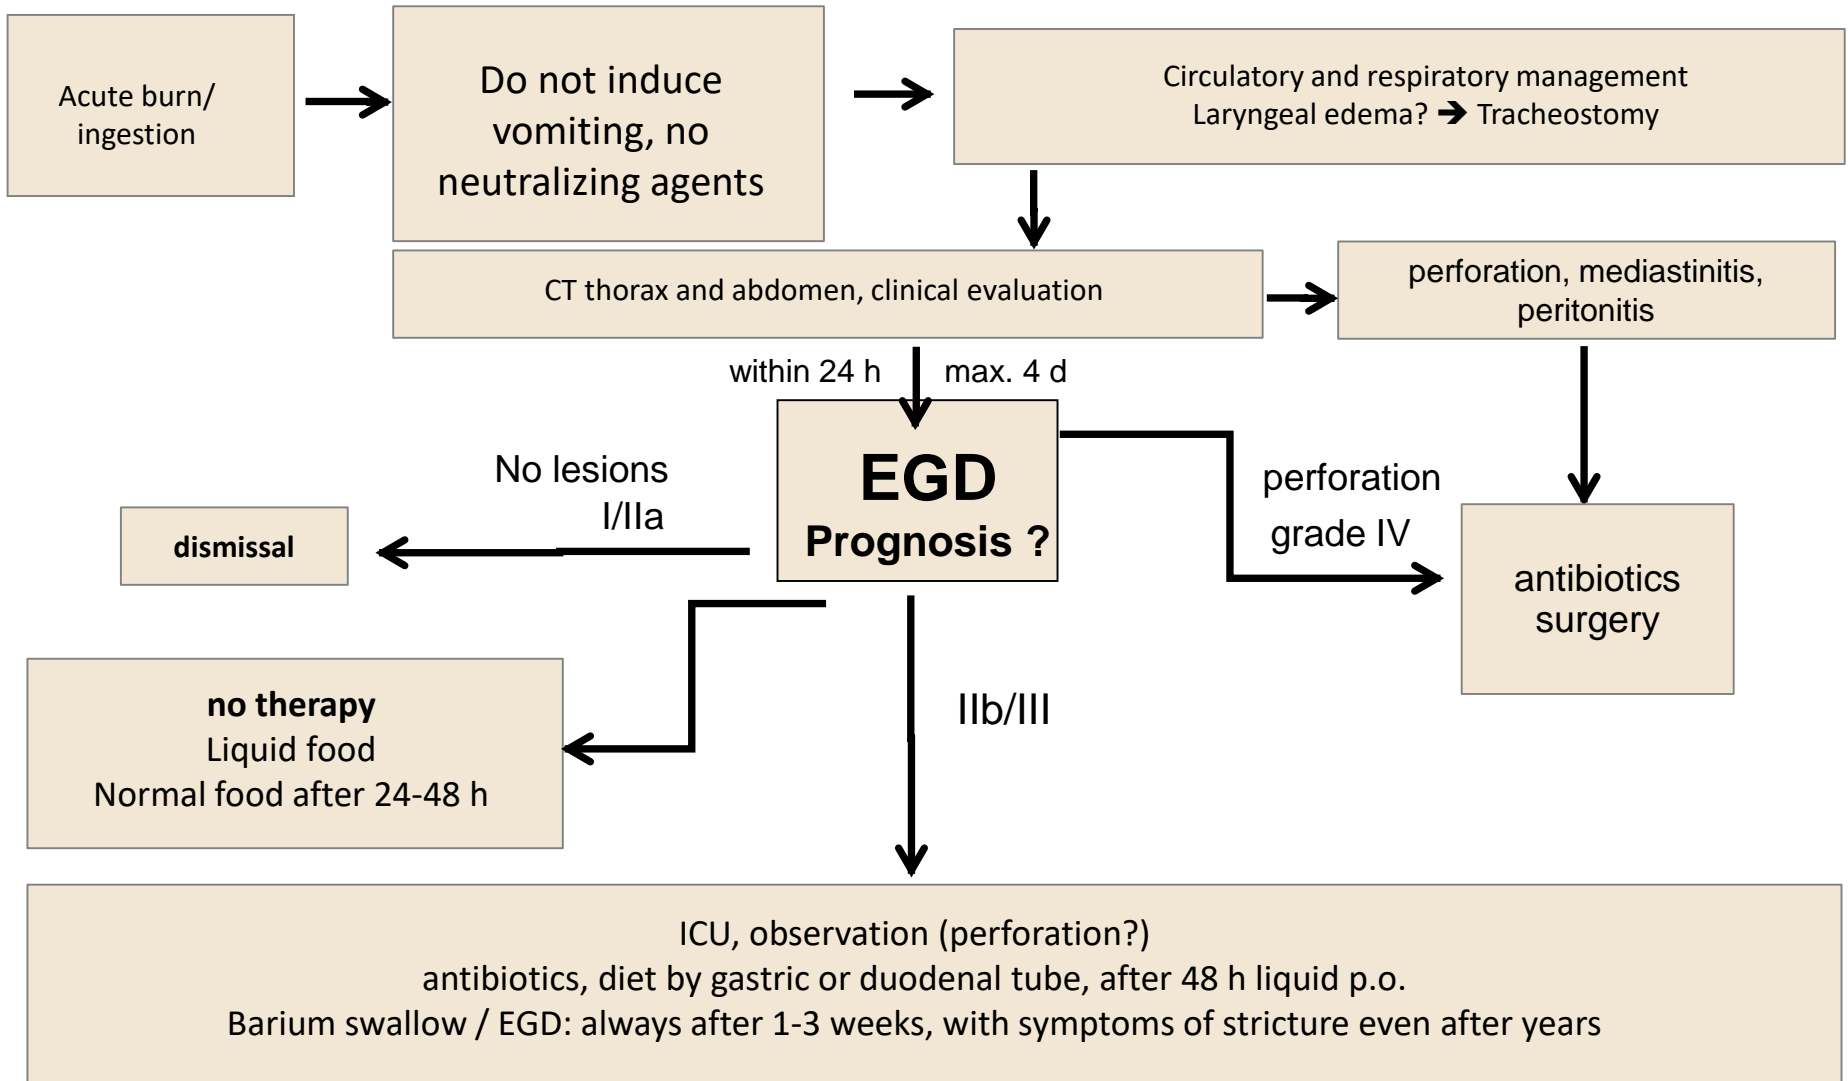 Acute burn/
ingestion
Do not induce
vomiting, no
neutralizing agents
Circulatory and respiratory management
Laryngeal edema? ➔ Tracheostomy
CT thorax and abdomen, clinical evaluation
perforation, mediastinitis,
peritonitis
within 24 h
max. 4 d
EGD
Prognosis ?
No lesions
I/IIa
dismissal
perforation
grade IV
antibiotics
surgery
no therapy
Liquid food
Normal food after 24-48 h
IIb/III
ICU, observation (perforation?)
antibiotics, diet by gastric or duodenal tube, after 48 h liquid p.o.
Barium swallow / EGD: always after 1-3 weeks, with symptoms of stricture even after years